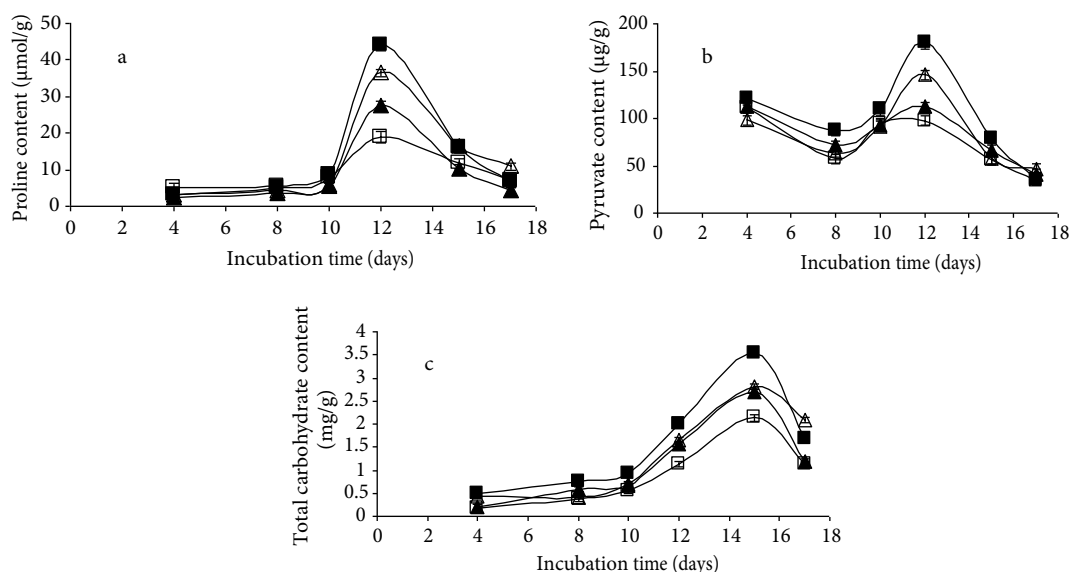 Proline content (µmol/g)
50
40
30
20
10
0
a
0 2 4 6 8 10 12 14 16 18
Incubation time (days)
Pyruvate content (µg/g)
200
150
100
50
0
b
0 2 4 6 8 10 12 14 16 18
Incubation time (days)
Total carbohydrate content
(mg/g)
4
3.5
3
2.5
2
1.5
1
0.5
0
c
0 2 4 6 8 10 12 14 16 18
Incubation time (days)